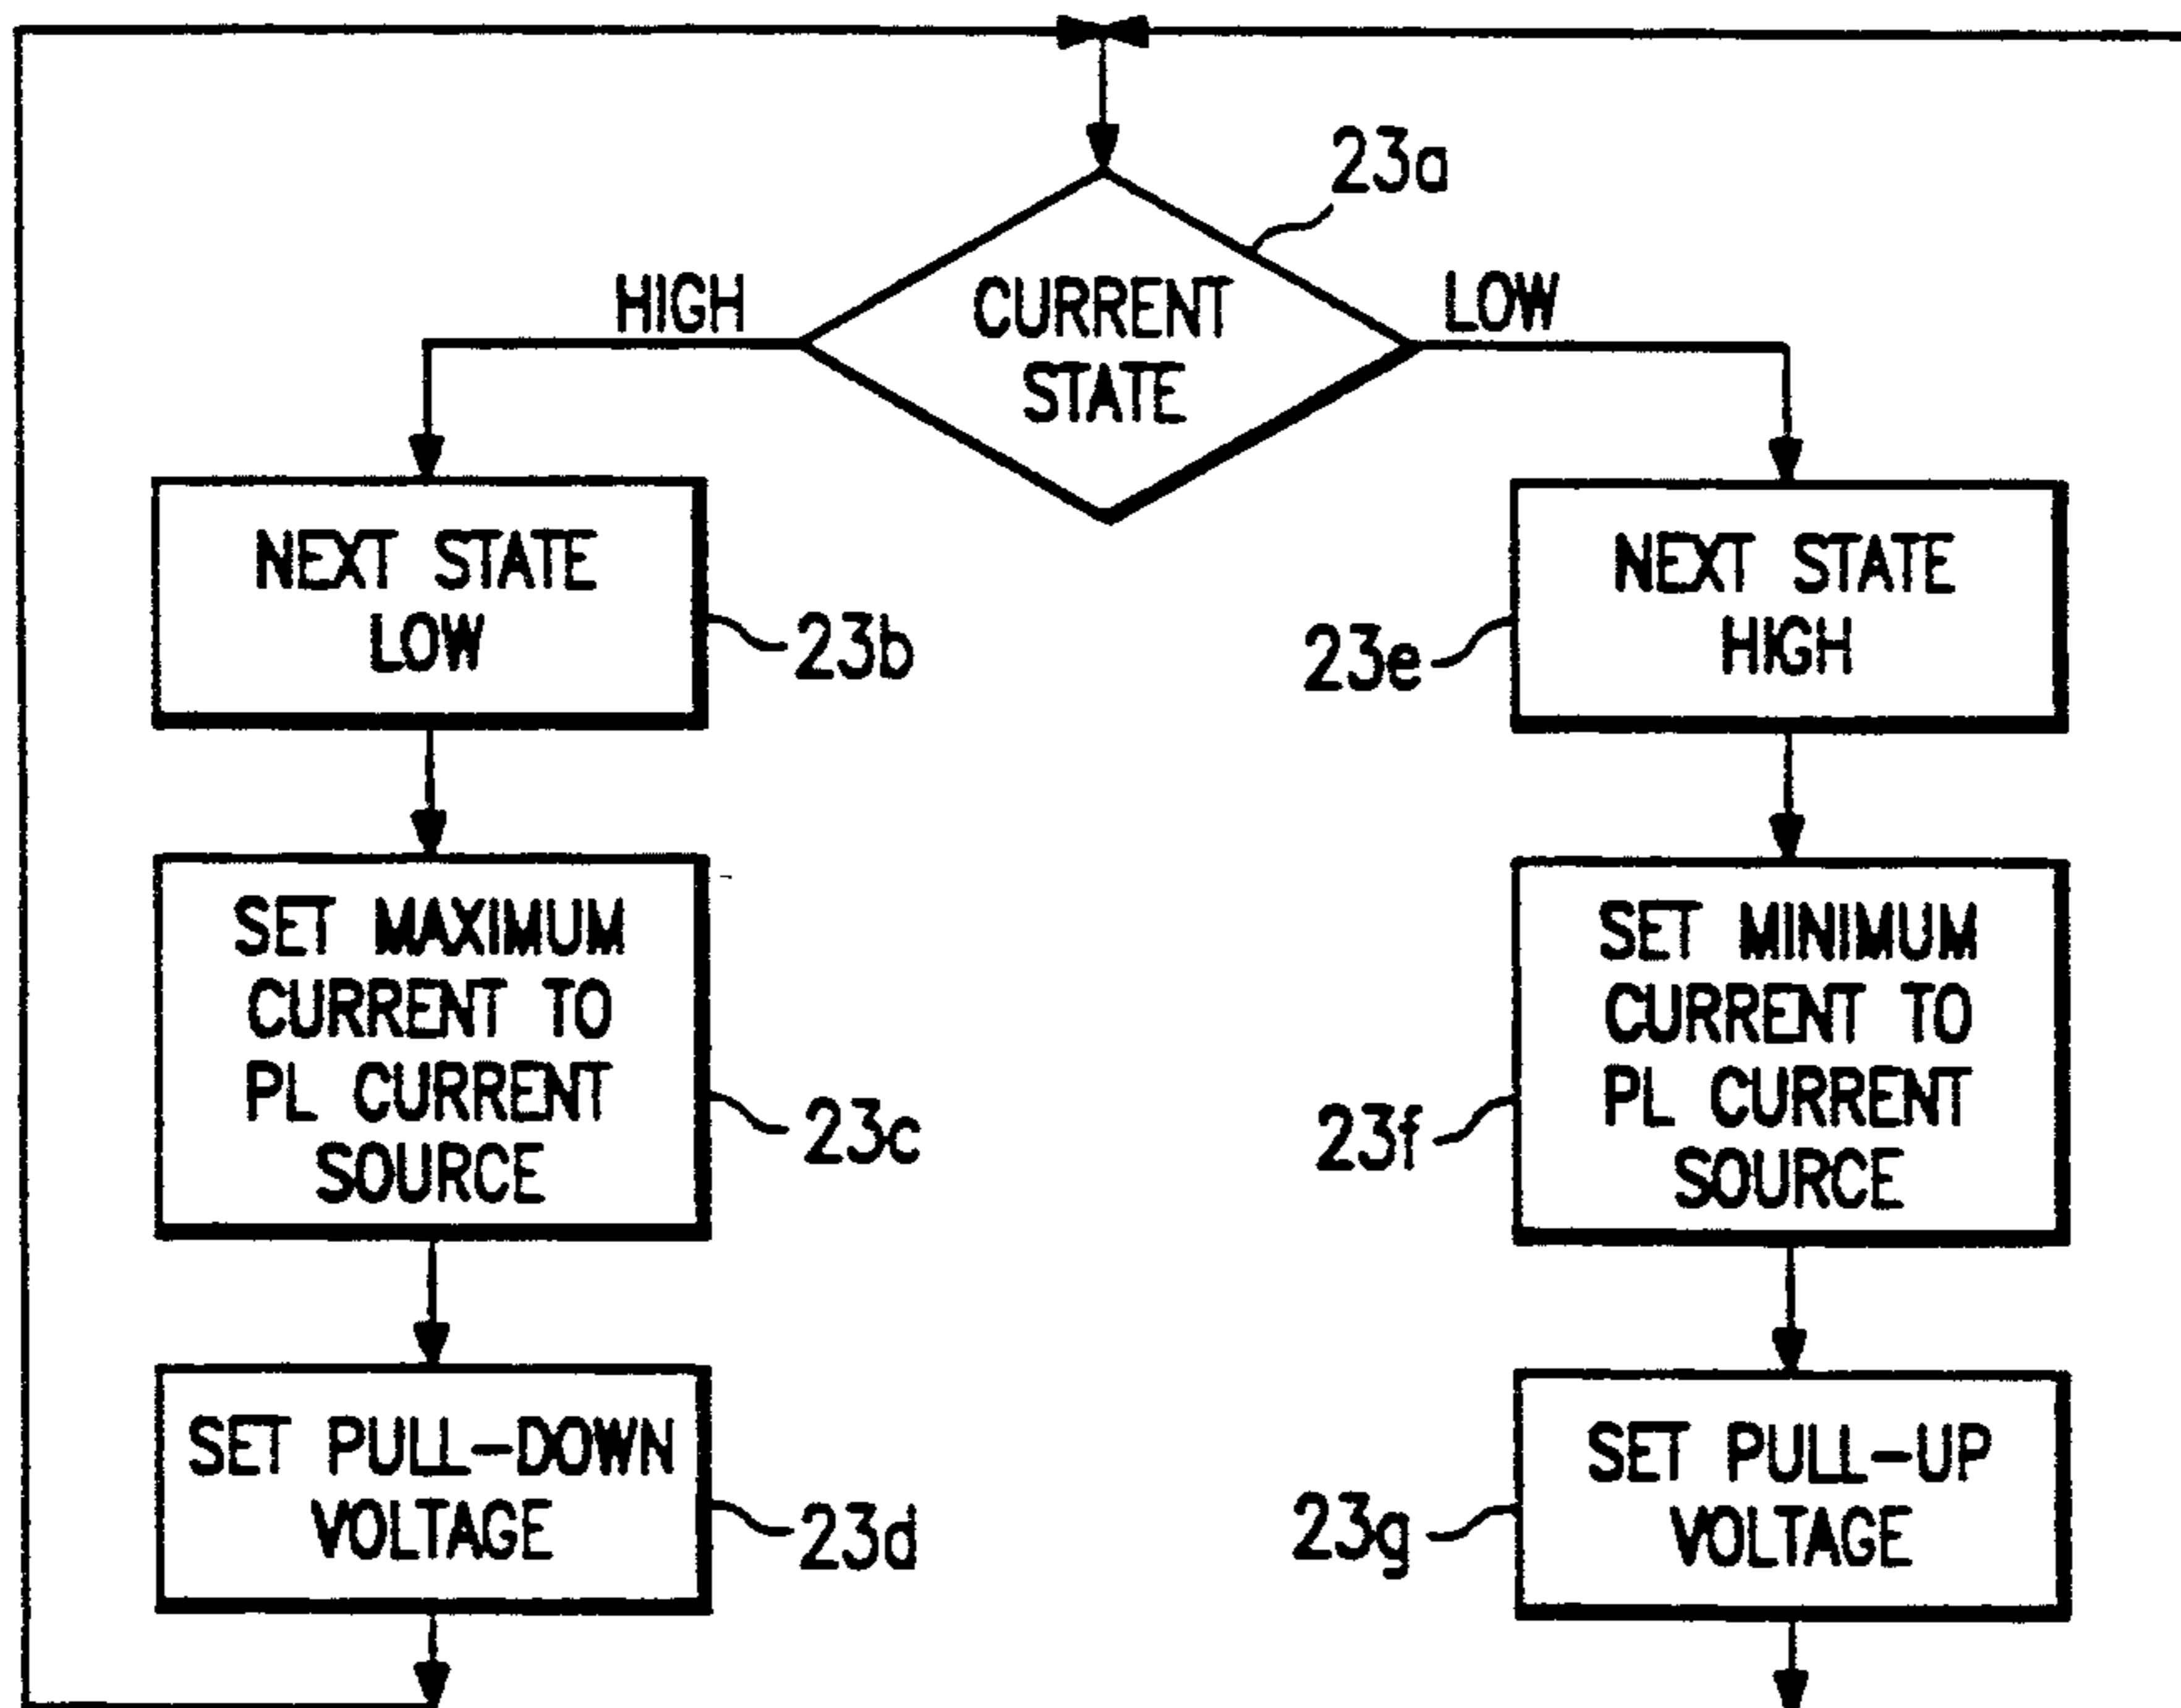 23a
HIGH
CURRENT
STATE
LOW
NEXT STATE
LOW
23b
SET MAXIMUM
CURRENT TO
PL CURRENT
SOURCE
23c
SET PULL-DOWN
VOLTAGE
23d
NEXT STATE
HIGH
23e
SET MINIMUM
CURRENT TO
PL CURRENT
SOURCE
23f
SET PULL-UP
VOLTAGE
23g